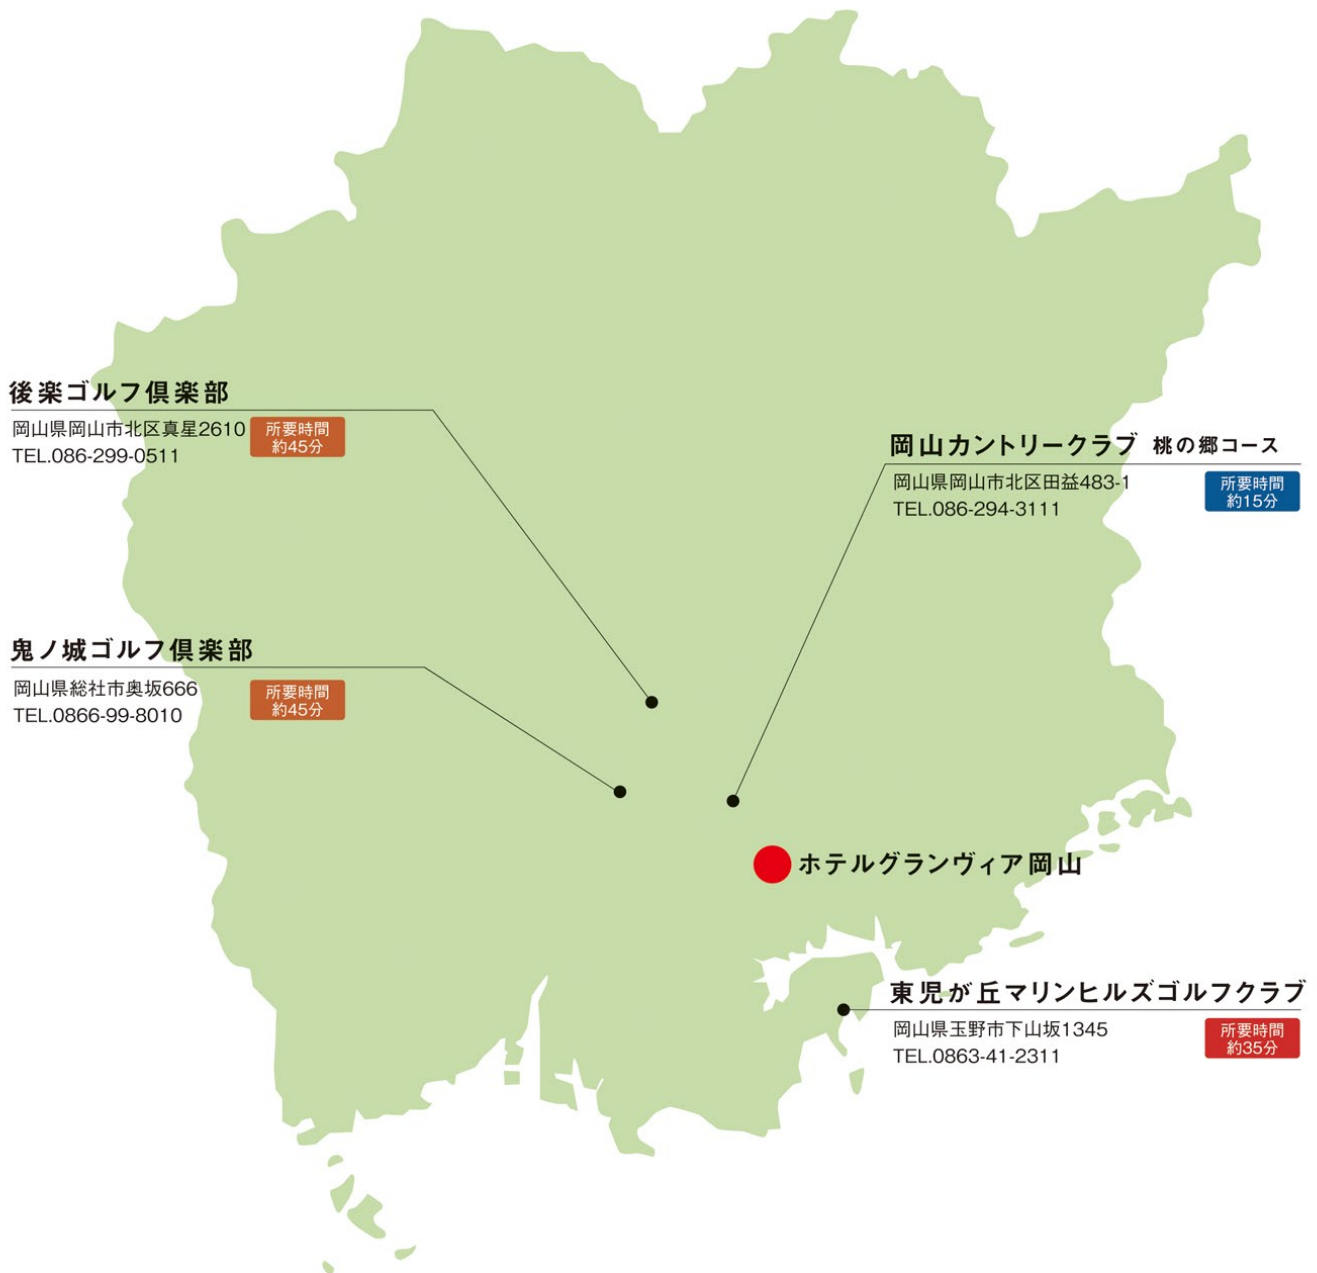 後楽ゴルフ倶楽部
岡山県岡山市北区真星2610
TEL.086-299-0511
所要時間
約45分
岡山カントリークラブ 桃の郷コース
岡山県岡山市北区田益483-1
TEL.086-294-3111
所要時間
約15分
鬼ノ城ゴルフ倶楽部
岡山県総社市奥坂666
TEL.0866-99-8010
所要時間
約45分
ホテルグランヴィア岡山
東児が丘マリンヒルズゴルフクラブ
岡山県玉野市下山坂1345
TEL.0863-41-2311
所要時間
約35分